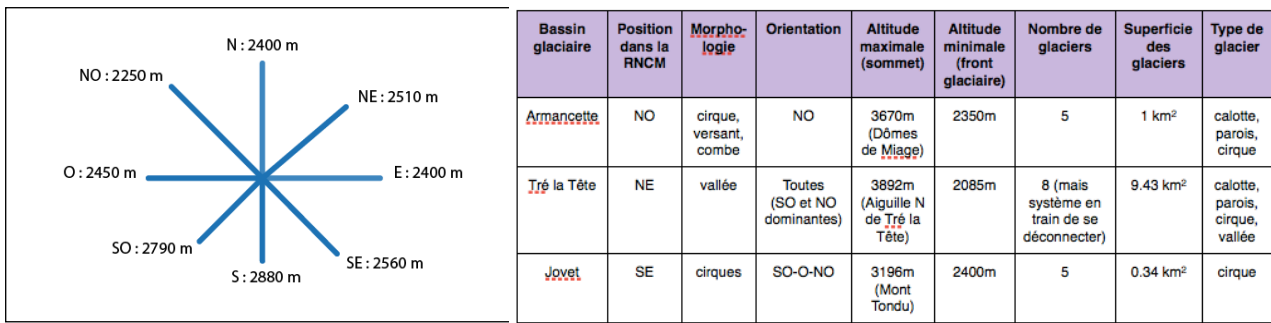 N : 2400 m
NO : 2250 m
NE : 2510 m
O : 2450 m
E : 2400 m
SO : 2790 m
SE : 2560 m
S : 2880 m
Bassin glaciaire | Position dans la RNCM | Morpho-logie | Orientation | Altitude maximale (sommet) | Altitude minimale (front glaciaire) | Nombre de glaciers | Superficie des glaciers | Type de glacier
Armancette | NO | cirque, versant, combe | NO | 3670m (Dômes de Miage) | 2350m | 5 | 1 km² | calotte, parois, cirque
Tré la Tête | NE | vallée | Toutes (SO et NO dominantes) | 3892m (Aiguille N de Tré la Tête) | 2085m | 8 (mais système en train de se déconnecter) | 9.43 km² | calotte, parois, cirque, vallée
Jovet | SE | cirques | SO-O-NO | 3196m (Mont Tondu) | 2400m | 5 | 0.34 km² | cirque